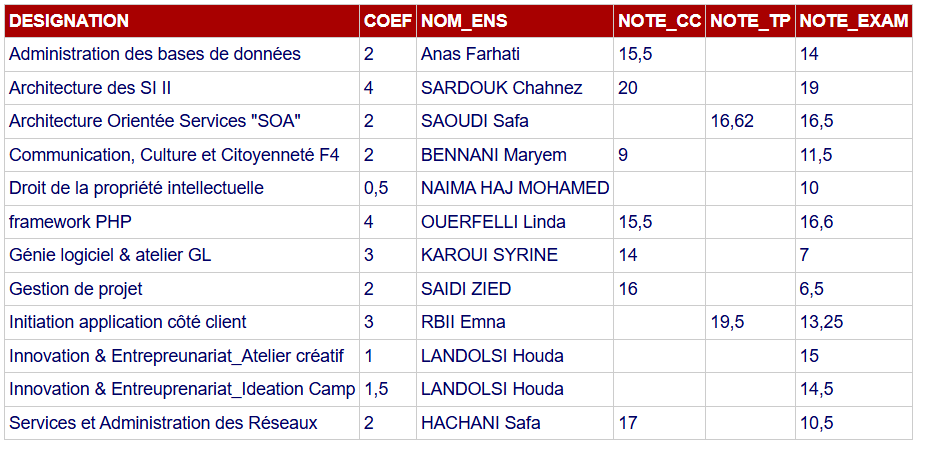 DESIGNATION COEF NOM_ENS NOTE_CC NOTE_TP NOTE_EXAM
Administration des bases de données 2 Anas Farhati 15,5 14
Architecture des SI II 4 SARDOUK Chahnez 20 19
Architecture Orientée Services "SOA" 2 SAOUDI Safa 16,62 16,5
Communication, Culture et Citoyenneté F4 2 BENNANI Maryem 9 11,5
Droit de la propriété intellectuelle 0,5 NAIMA HAJ MOHAMED 10
framework PHP 4 OUERFELLI Linda 15,5 16,6
Génie logiciel & atelier GL 3 KAROUI SYRINE 14 7
Gestion de projet 2 SAIDI ZIED 16 6,5
Initiation application côté client 3 RBII Emna 19,5 13,25
Innovation & Entrepreunariat_Atelier créatif 1 LANDOLSI Houda 15
Innovation & Entreuprenariat_Ideation Camp 1,5 LANDOLSI Houda 14,5
Services et Administration des Réseaux 2 HACHANI Safa 17 10,5